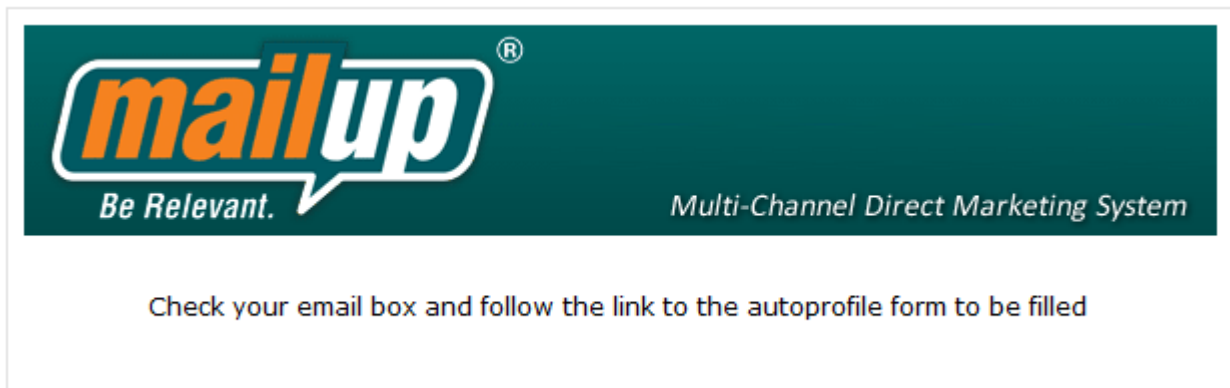 mailup®
Be Relevant.
Multi-Channel Direct Marketing System
Check your email box and follow the link to the autoprofile form to be filled